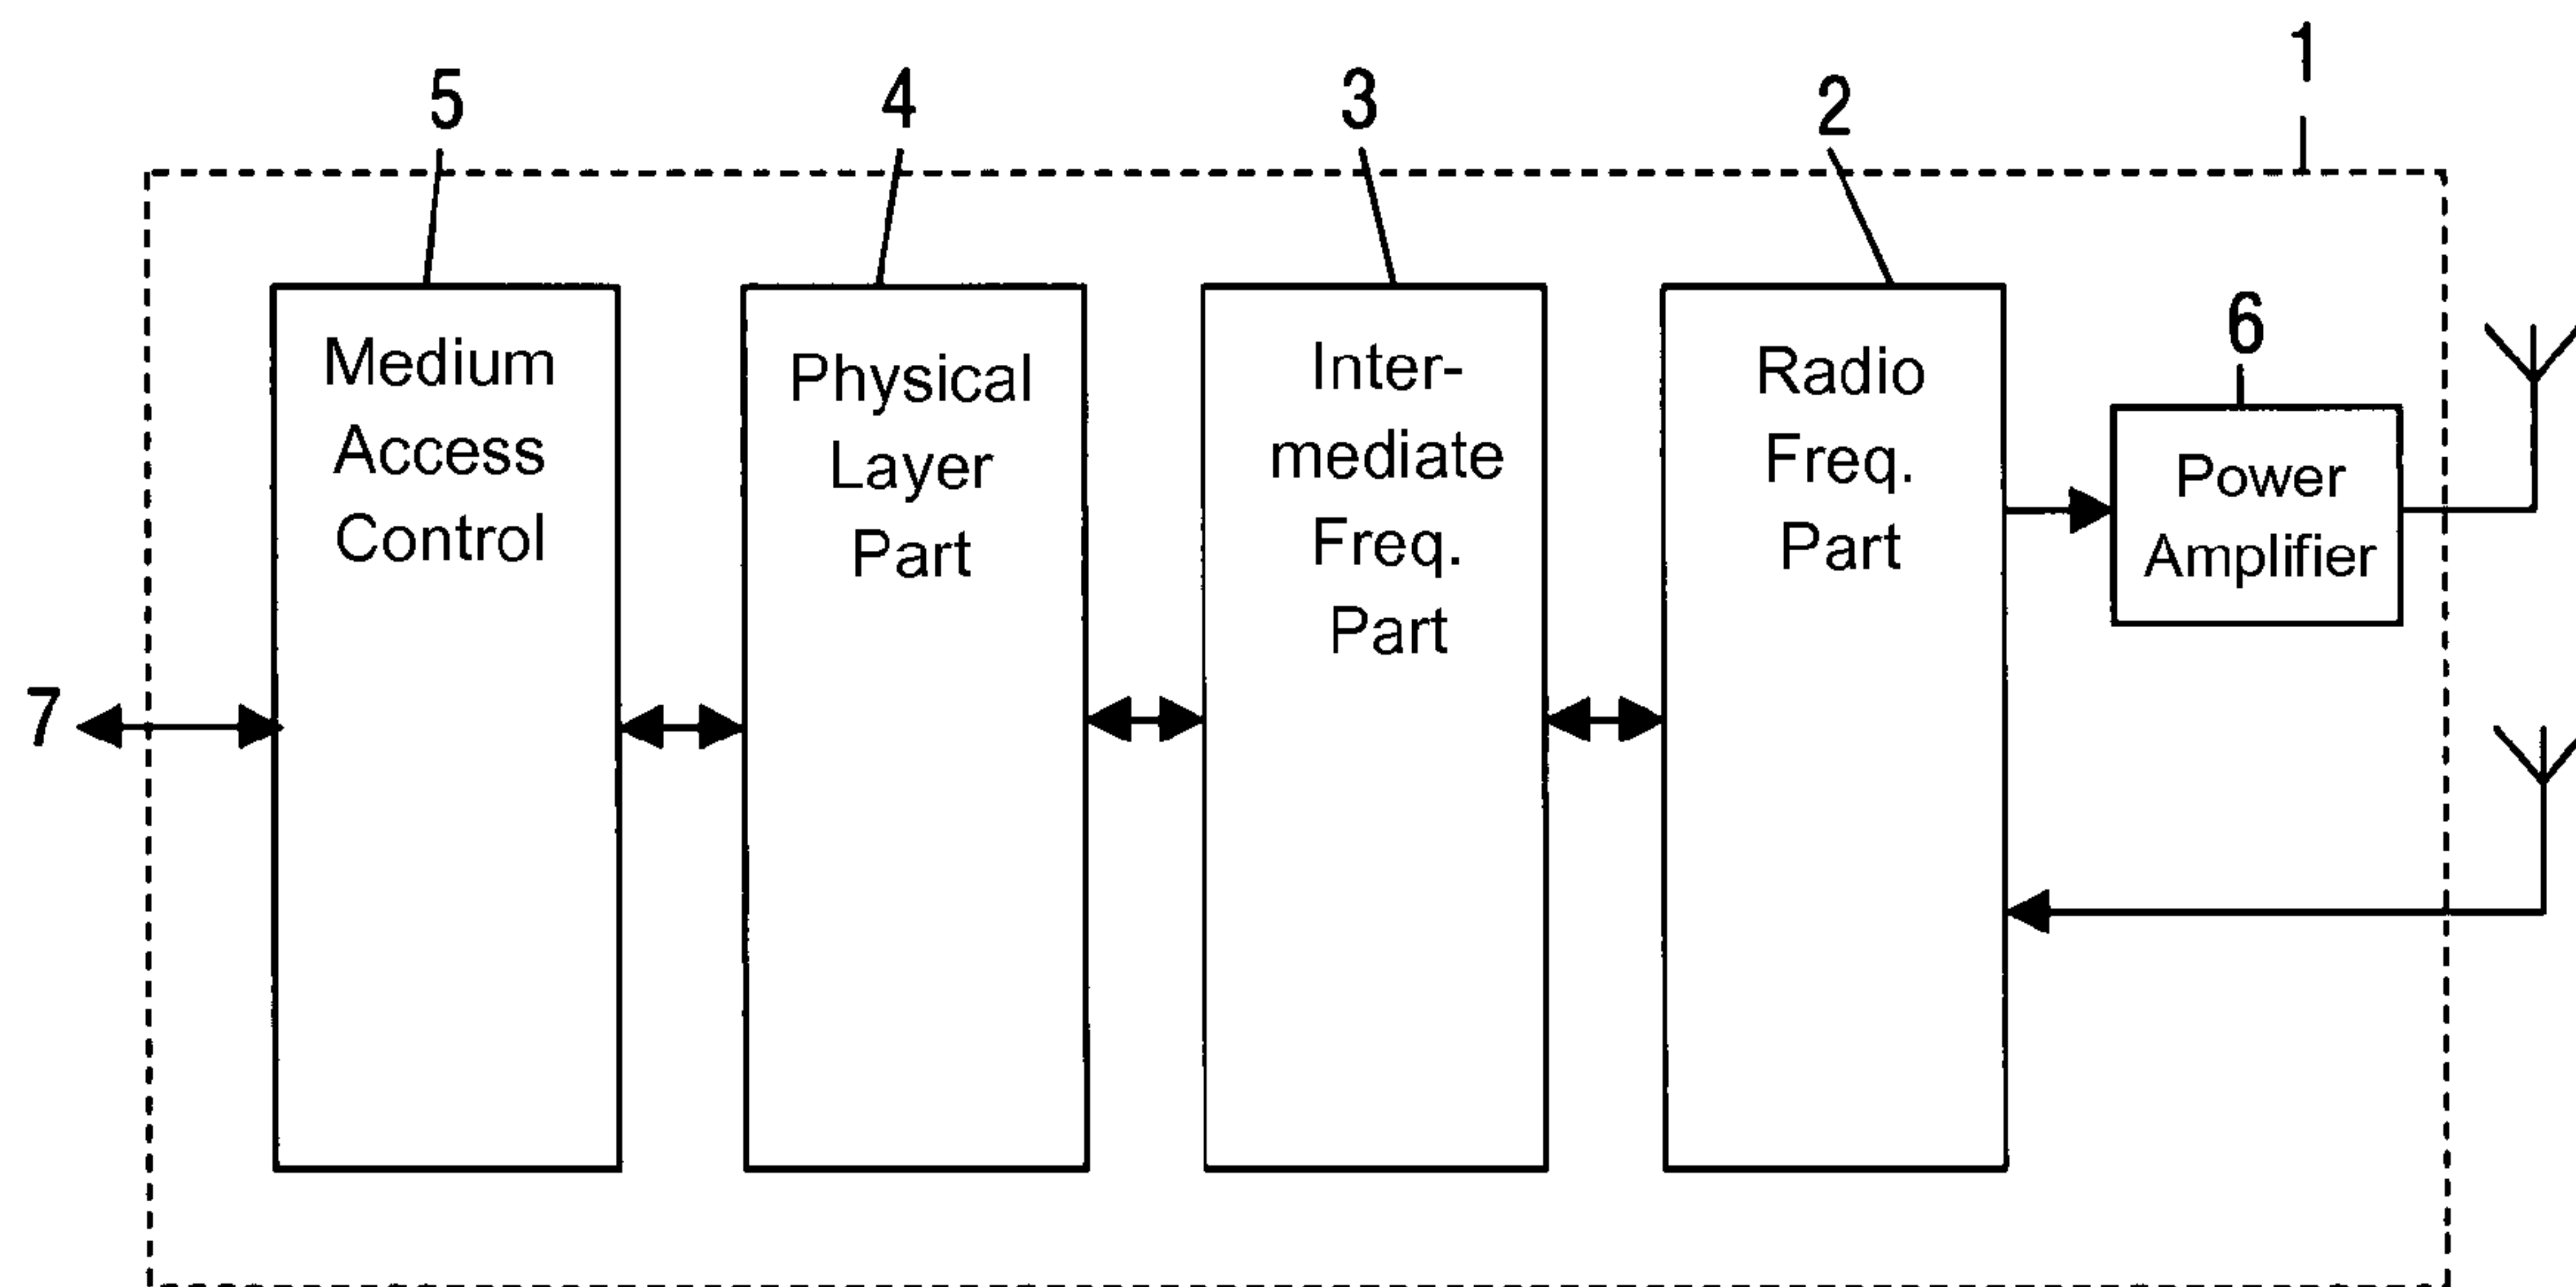 1
5
4
3
2
6
7
Medium
Access
Control
Physical
Layer
Part
Inter-
mediate
Freq.
Part
Radio
Freq.
Part
Power
Amplifier